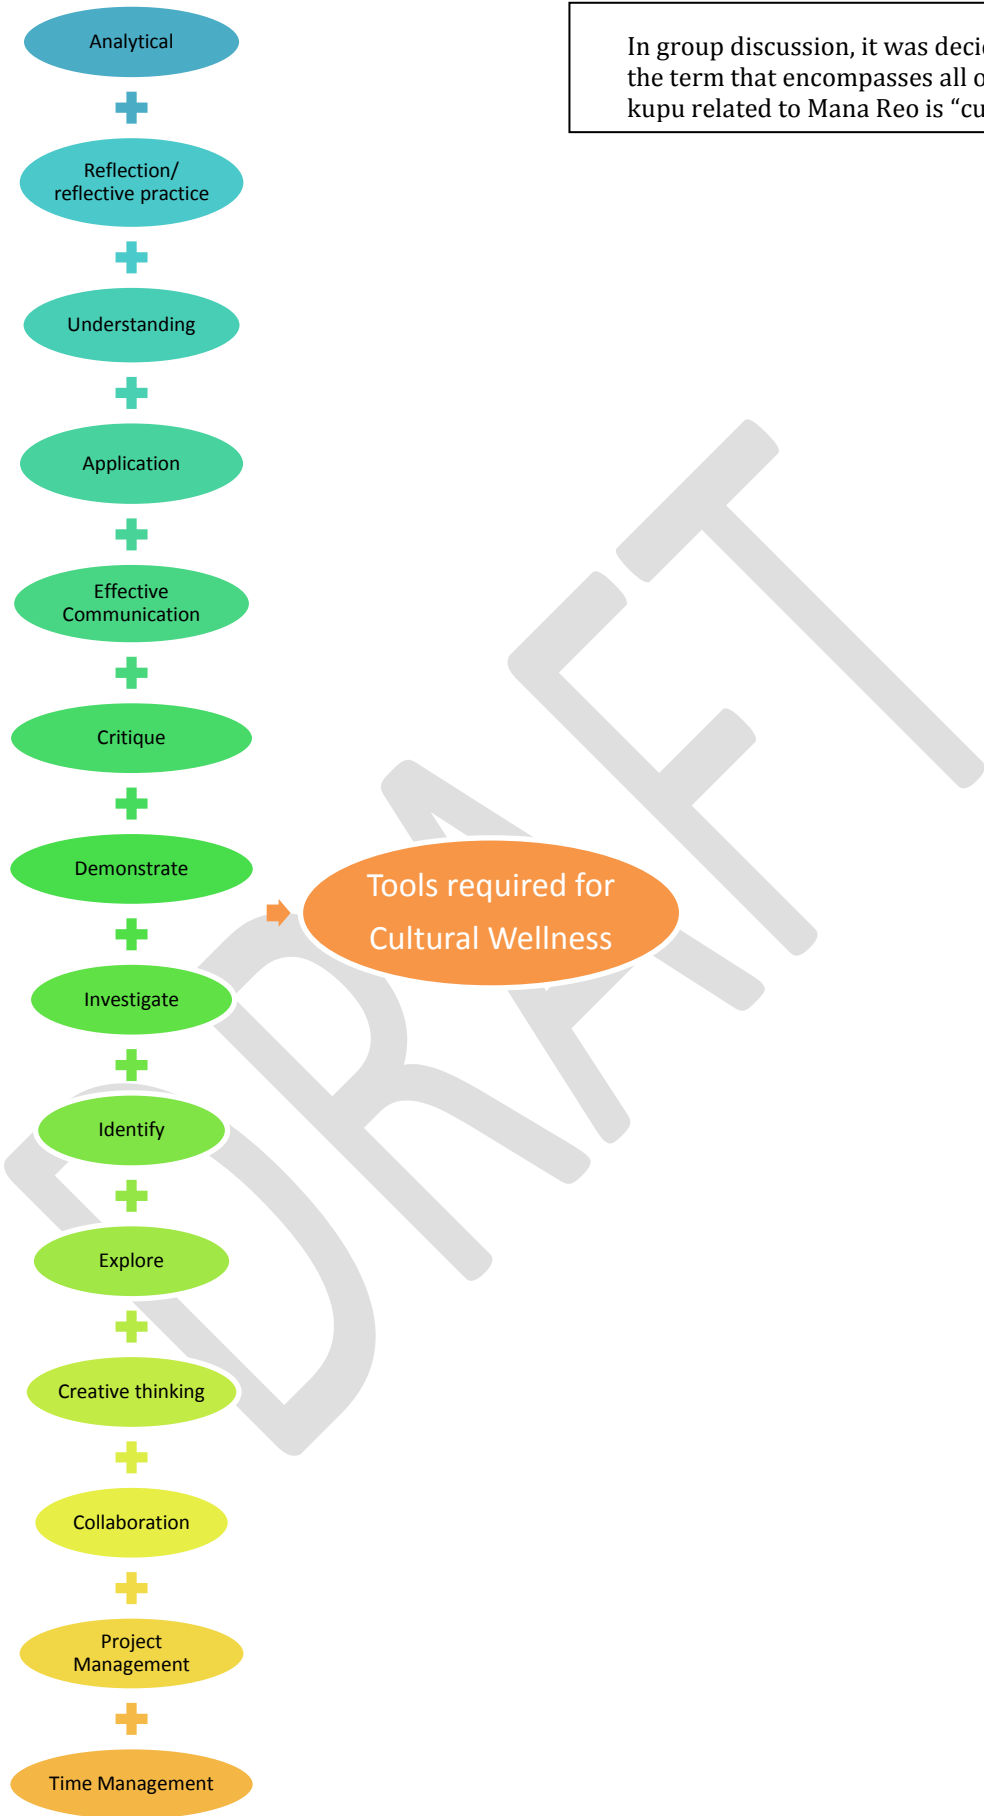 Analytical
In group discussion, it was
the term that encompasses all
kupu related to Mana Reo is
Reflection/
reflective practice
Understanding
Application
Effective
Communication
Critique
Demonstrate
Tools required for
Cultural Wellness
Investigate
Identify
Explore
Creative thinking
Collaboration
Project
Management
Time Management
DRAFT